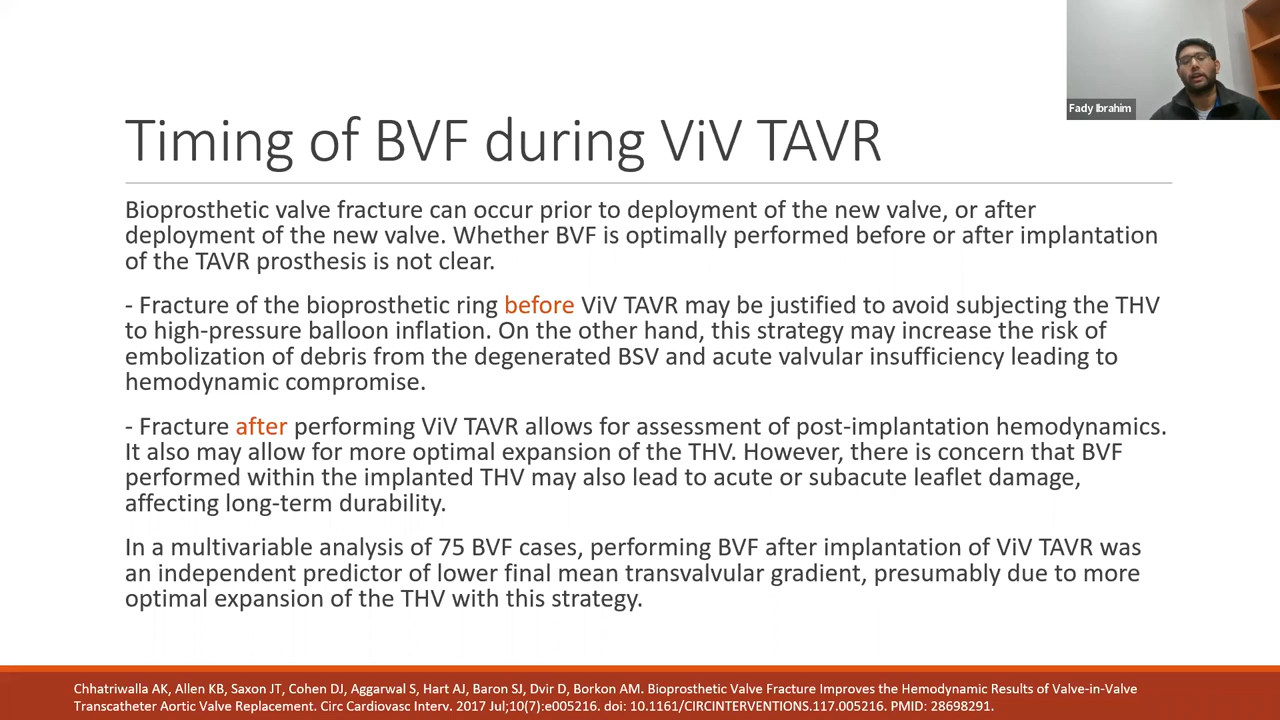 Fady Ibrahim
Timing of BVF during ViV TAVR
Bioprosthetic valve fracture can occur prior to deployment of the new valve, or after
deployment of the new valve. Whether BVF is optimally performed before or after implantation
of the TAVR prosthesis is not clear.
- Fracture of the bioprosthetic ring before ViV TAVR may be justified to avoid subjecting the THV
to high-pressure balloon inflation. On the other hand, this strategy may increase the risk of
embolization of debris from the degenerated BSV and acute valvular insufficiency leading to
hemodynamic compromise.
- Fracture after performing ViV TAVR allows for assessment of post-implantation hemodynamics.
It also may allow for more optimal expansion of the THV. However, there is concern that BVF
performed within the implanted THV may also lead to acute or subacute leaflet damage,
affecting long-term durability.
In a multivariable analysis of 75 BVF cases, performing BVF after implantation of ViV TAVR was
an independent predictor of lower final mean transvalvular gradient, presumably due to more
optimal expansion of the THV with this strategy.
Chhatriwalla AK, Allen KB, Saxon JT, Cohen DJ, Aggarwal S, Hart AJ, Baron SJ, Dvir D, Borkon AM. Bioprosthetic Valve Fracture Improves the Hemodynamic Results of Valve-in-Valve
Transcatheter Aortic Valve Replacement. Circ Cardiovasc Interv. 2017 Jul;10(7):e005216. doi: 10.1161/CIRCINTERVENTIONS.117.005216. PMID: 28698291.